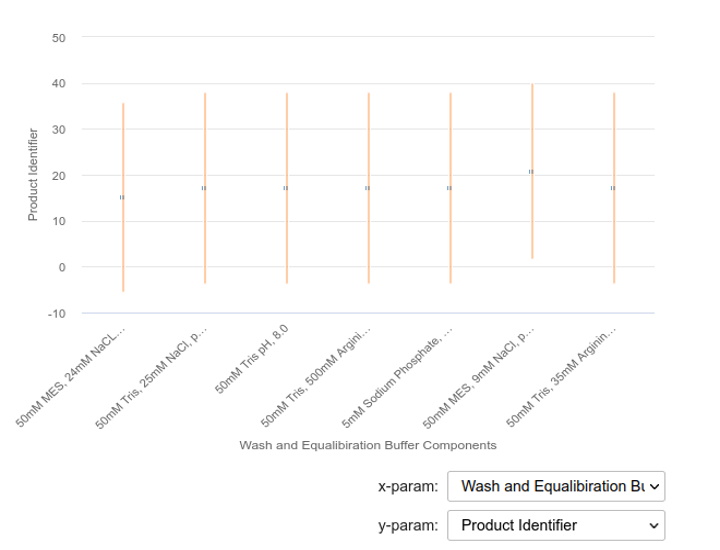 50
40
30
20
10
0
-10
Product Identifier
50mM MES, 24mM NaCL...
50mM Tris, 25mM NaCl, p...
50mM Tris pH, 8.0
50mM Tris, 500mM Argini...
5mM Sodium Phosphate, ...
50mM MES, 9mM NaCl, p...
50mM Tris, 35mM Arginin...
Wash and Equalibiration Buffer Components
x-param: Wash and Equalibiration Bu
y-param: Product Identifier